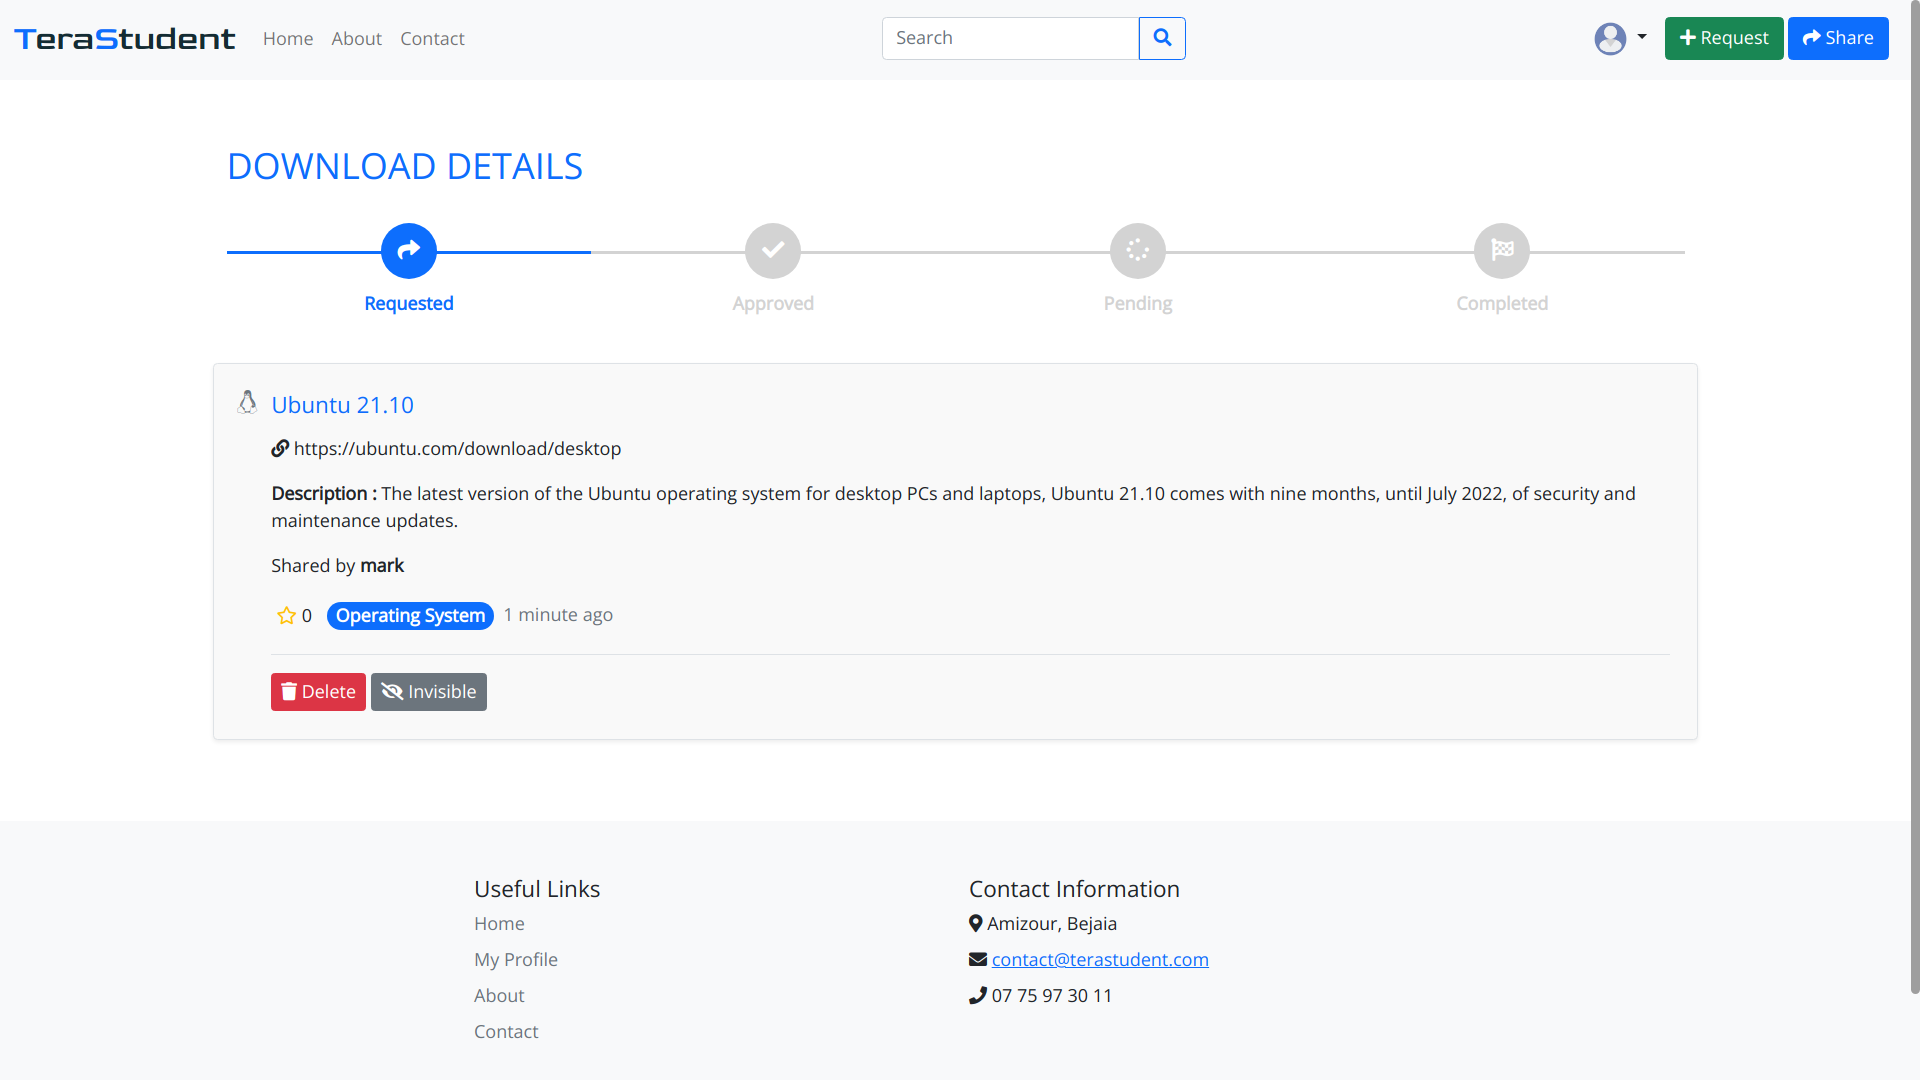 TeraStudent Home About Contact Search Request Share
DOWNLOAD DETAILS
Requested Approved Pending Completed
Ubuntu 21.10
https://ubuntu.com/download/desktop
Description : The latest version of the Ubuntu operating system for desktop PCs and laptops, Ubuntu 21.10 comes with nine months, until July 2022, of security and
maintenance updates.
Shared by mark
0 Operating System 1 minute ago
Delete Invisible
Useful Links
Home
My Profile
About
Contact
Contact Information
Amizour, Bejaia
contact@terastudent.com
07 75 97 30 11